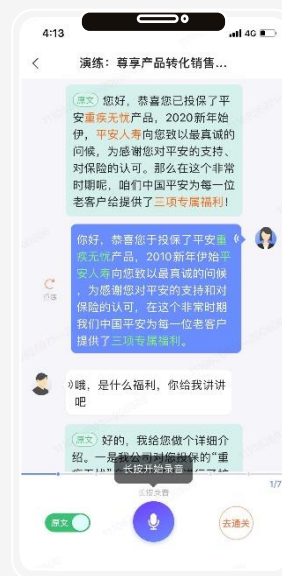 4:13
4G
演练：尊享产品转化销售...
原文 您好，恭喜您已投保了平
安重疾无忧产品，2020新年始
伊，平安人寿向您致以最真诚的
问候，为感谢您对平安的支持、
对保险的认可。那么在这个非常
时期呢，咱们中国平安为每一位
老客户给提供了三项专属福利！
你好，恭喜您于投保了平安重
疾无忧产品，2010新年伊始平
安人寿向您致以最真诚的问候
，为感谢您对平安的支持和对
保险的认可，在这个非常时期
我们中国平安为每一位老客户
提供了三项专属福利。
哦，是什么福利，你给我讲讲
吧
原文 好的，我给您做个详细介
绍。一是我公司对您投保的“重
长按开始录音
1/7
长按录音
原文
去通关